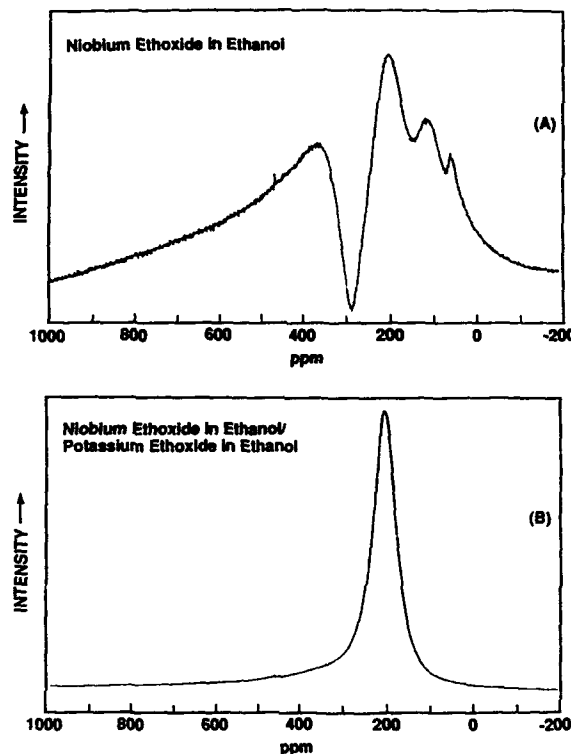 Niobium Ethoxide in Ethanol
(A)
INTENSITY →
1000 800 600 400 200 0 -200
ppm
Niobium Ethoxide in Ethanol/
Potassium Ethoxide in Ethanol
(B)
INTENSITY →
1000 800 600 400 200 0 -200
ppm